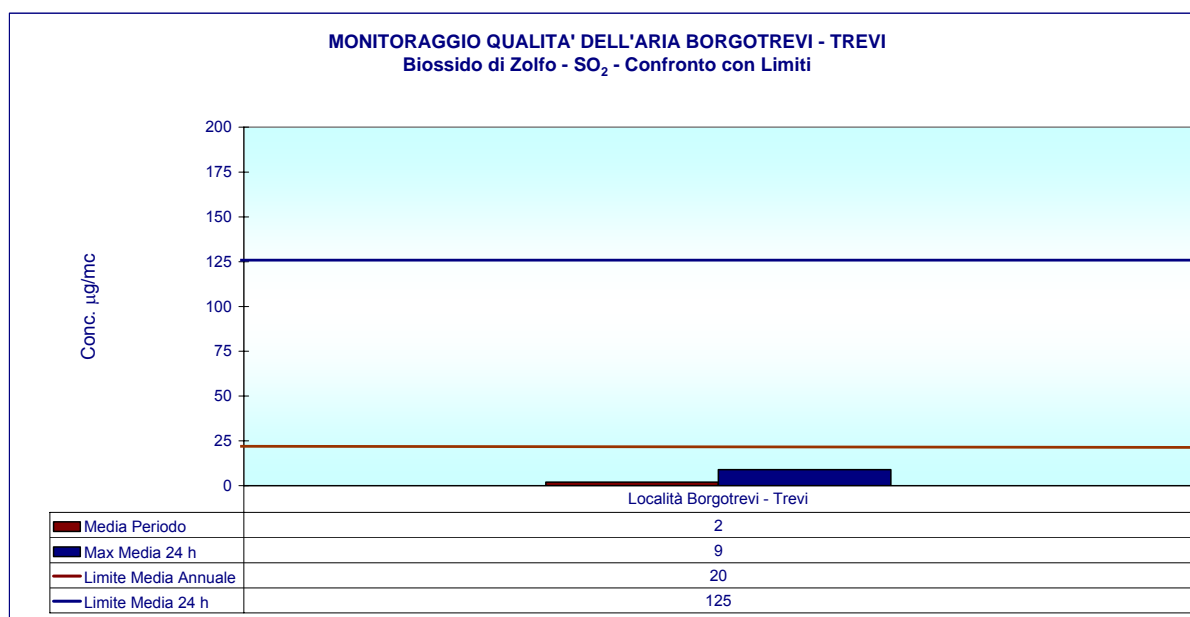 MONITORAGGIO QUALITA' DELL'ARIA BORGOTREVI - TREVI
Biossido di Zolfo - SO₂ - Confronto con Limiti
200
175
150
125
100
75
50
25
0
Conc. µg/mc
Località Borgotrevi - Trevi
Media Periodo 2
Max Media 24 h 9
Limite Media Annuale 20
Limite Media 24 h 125